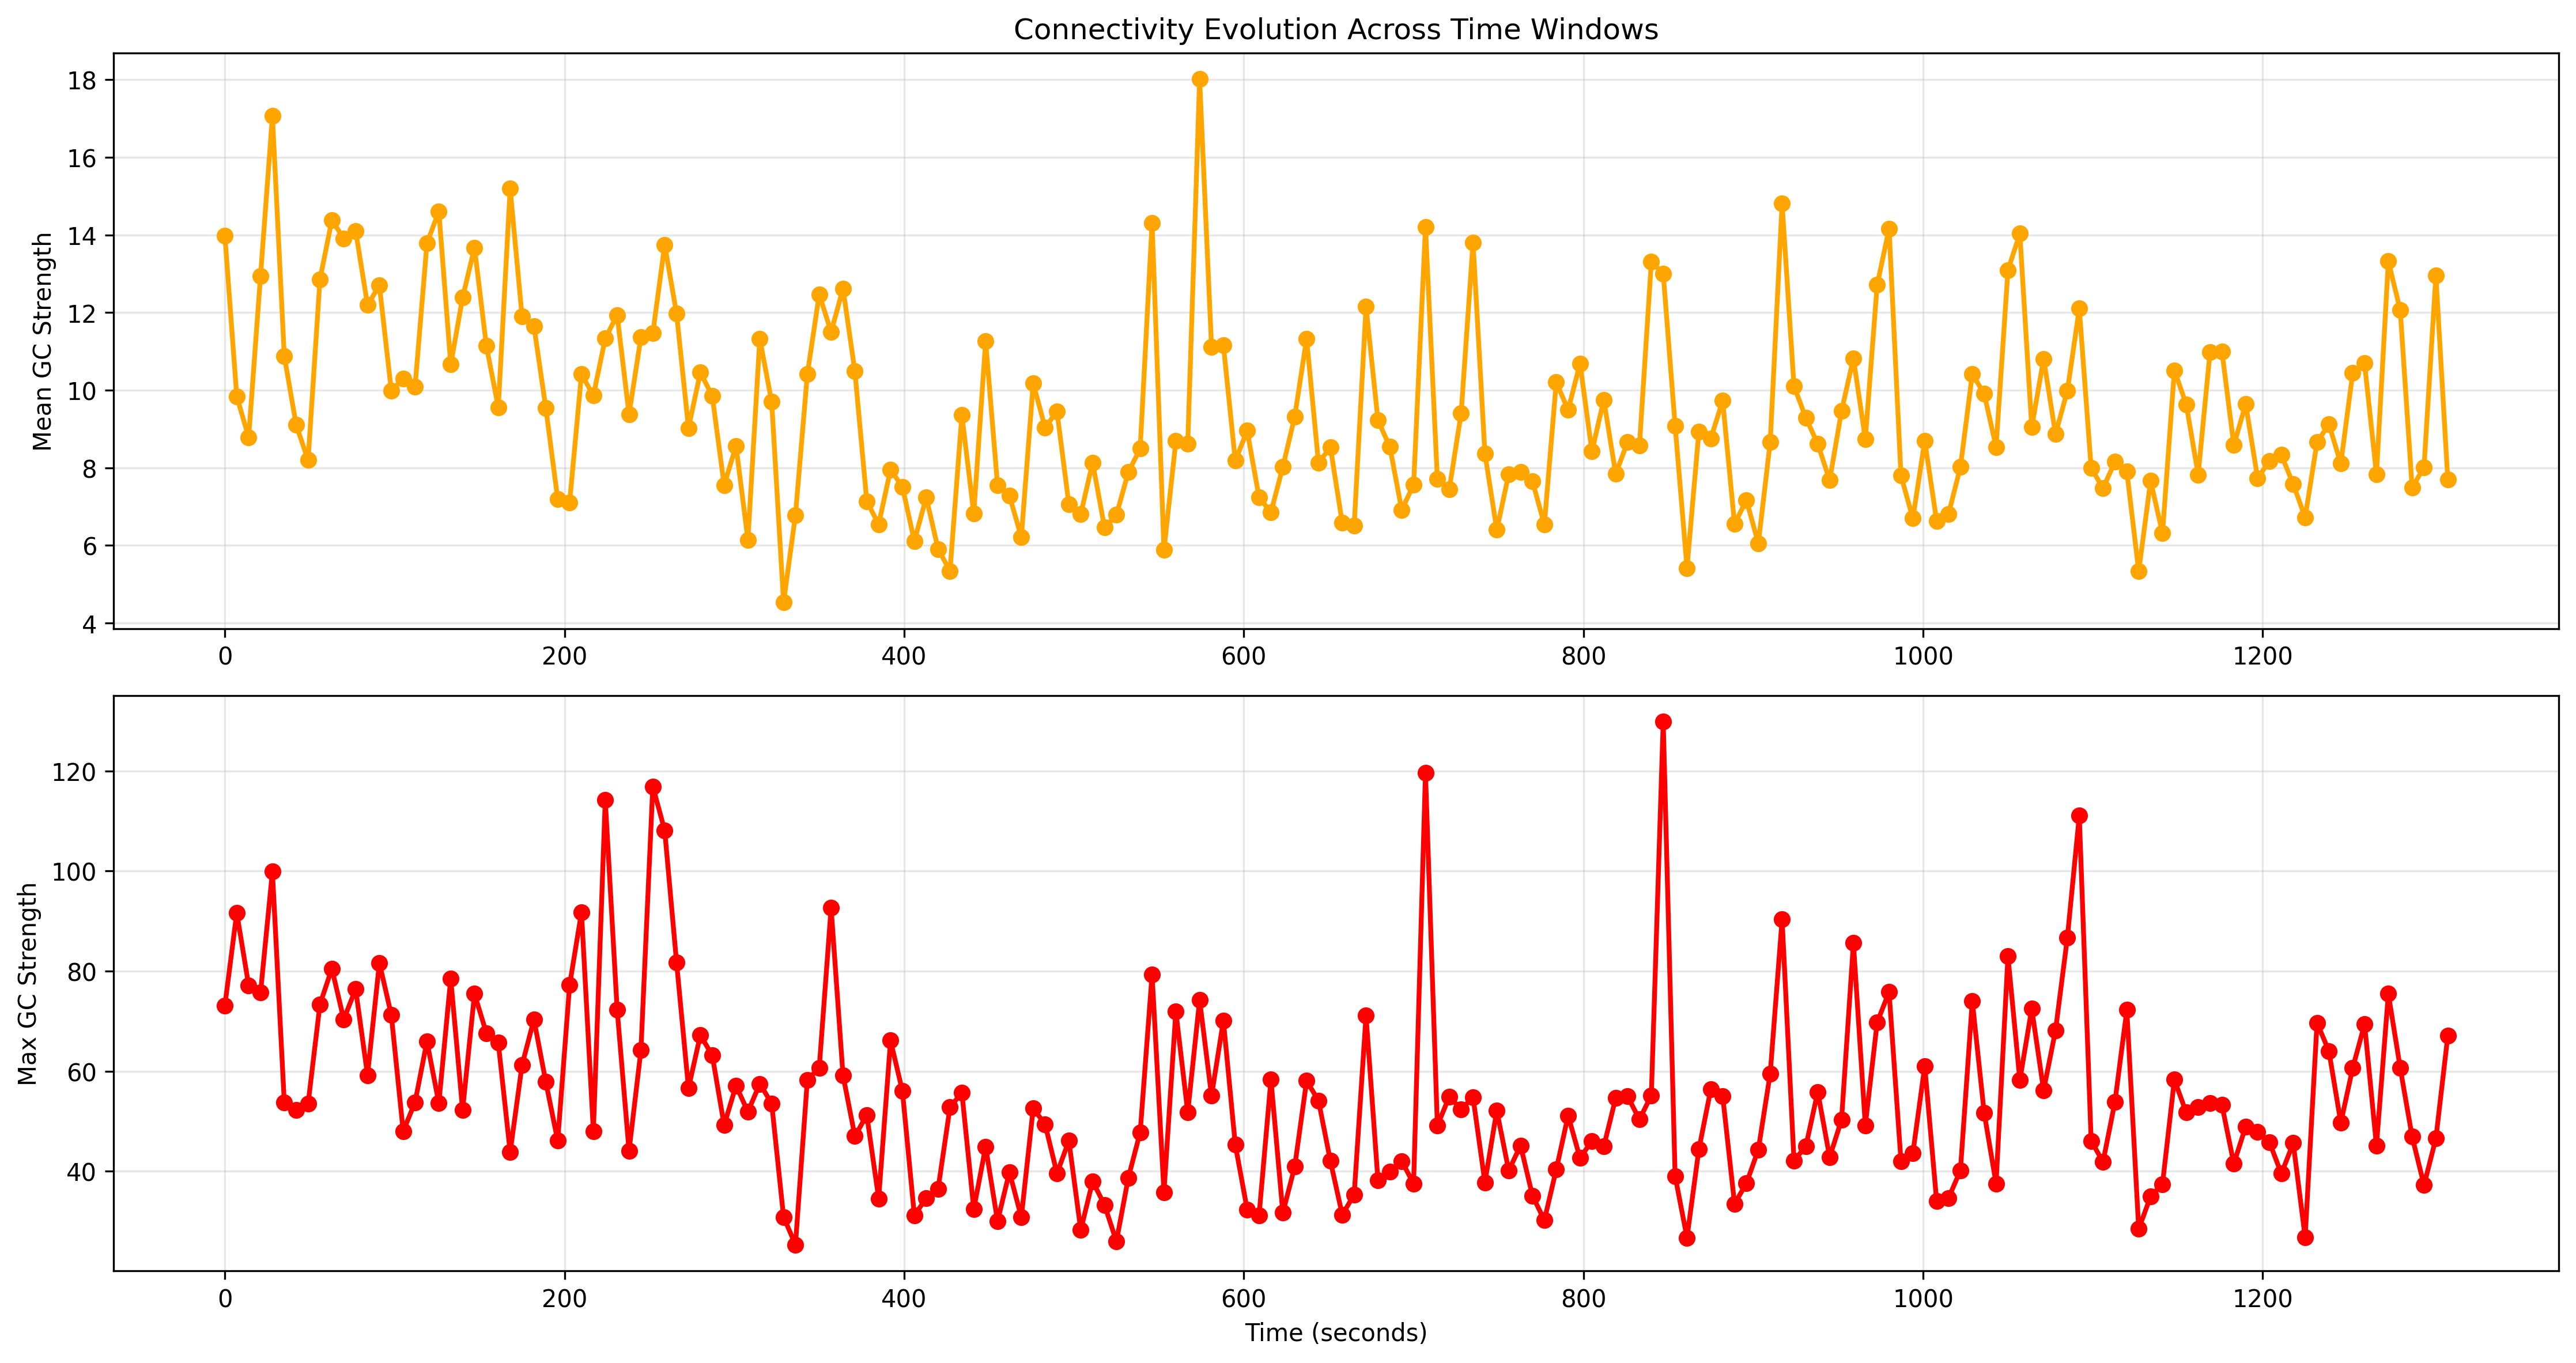 Connectivity Evolution Across Time Windows
Mean GC Strength
18
16
14
12
10
8
6
4
0 200 400 600 800 1000 1200
Max GC Strength
120
100
80
60
40
0 200 400 600 800 1000 1200
Time (seconds)